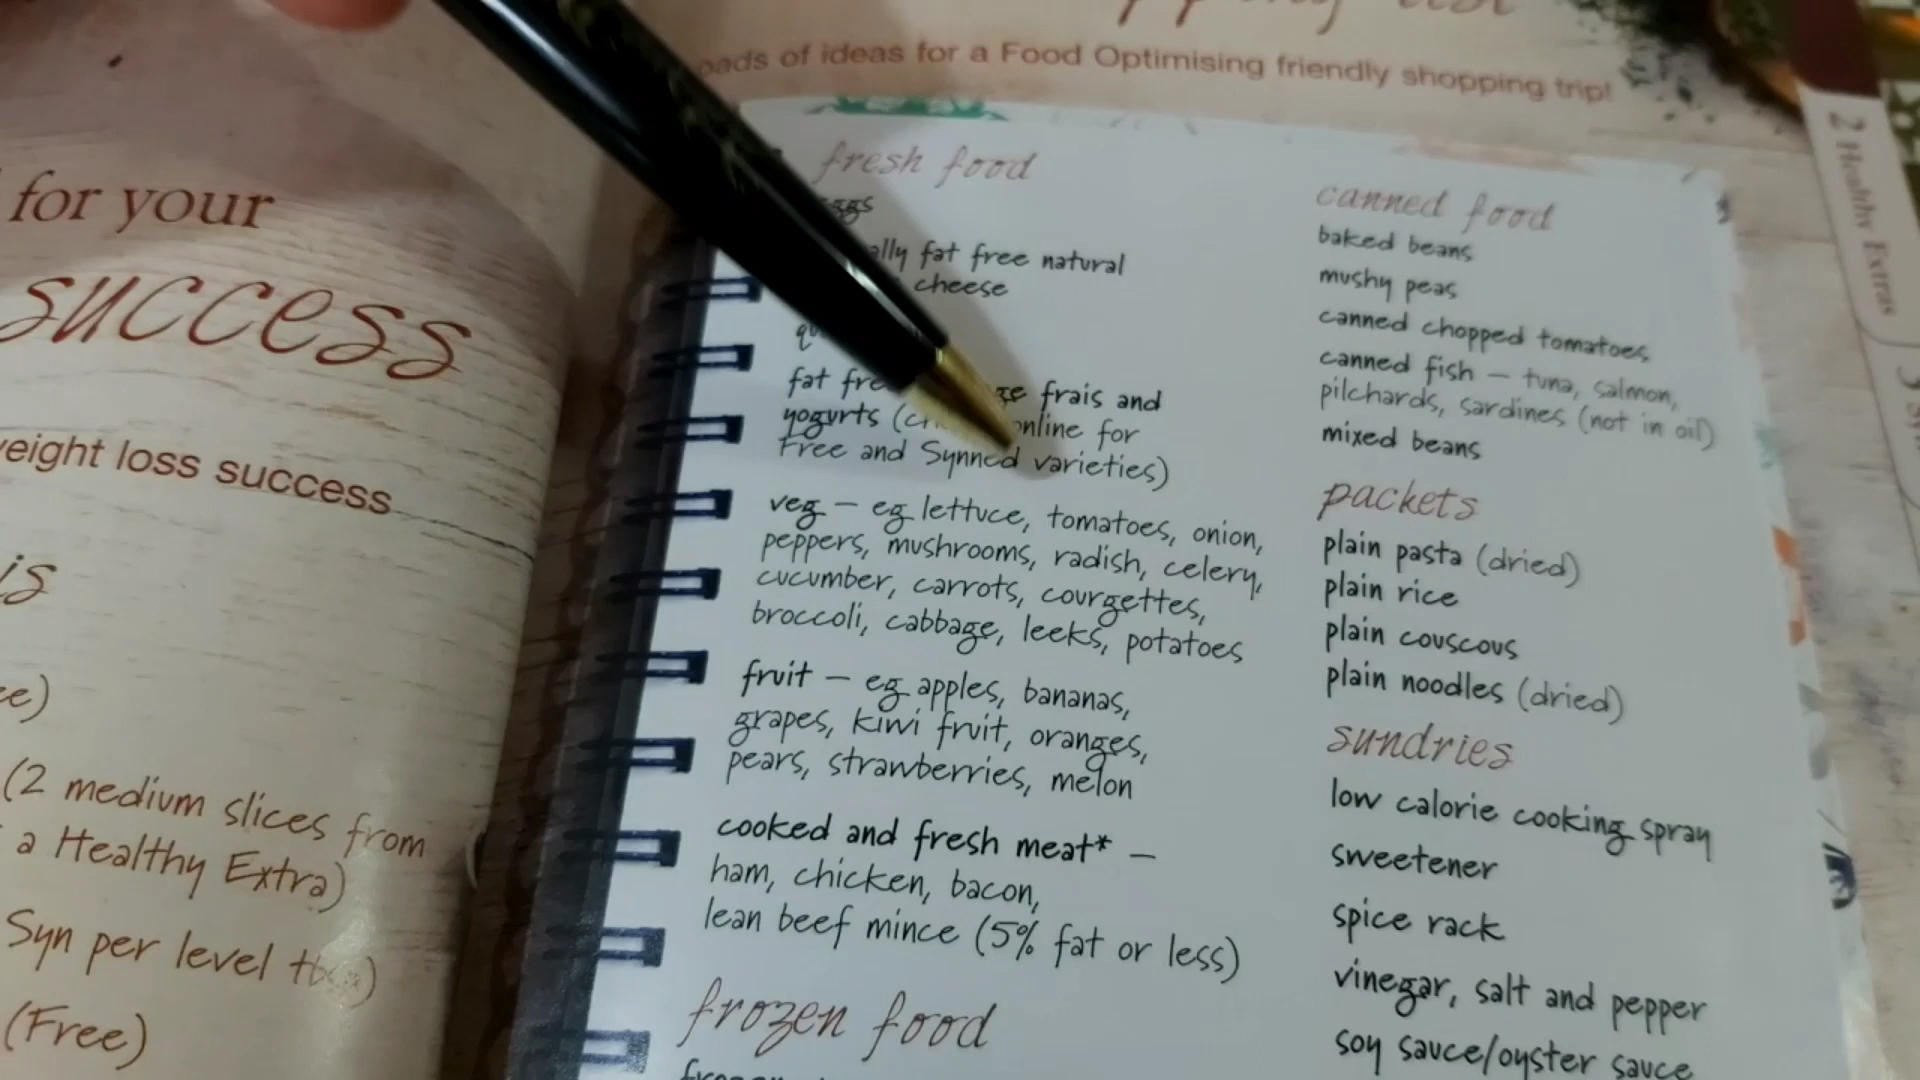 for your
success
weight loss success
is
(2 medium slices from
a Healthy Extra)
Syn per level
(Free)
of ideas for a Food Optimising friendly shopping trip!
fresh food
fat free natural
cheese
fat frais and
yogurts online for
Free and Synned varieties)
veg – eg lettuce, tomatoes, onion,
peppers, mushrooms, radish, celery,
cucumber, carrots, courgettes,
broccoli, cabbage, leeks, potatoes
fruit – eg apples, bananas,
grapes, kiwi fruit, oranges,
pears, strawberries, melon
cooked and fresh meat* –
ham, chicken, bacon,
lean beef mince (5% fat or less)
frozen food
canned food
baked beans
mushy peas
canned chopped tomatoes
canned fish – tuna, salmon,
pilchards, sardines (not in oil)
mixed beans
packets
plain pasta (dried)
plain rice
plain couscous
plain noodles (dried)
sundries
low calorie cooking spray
sweetener
spice rack
vinegar, salt and pepper
soy sauce/oyster sauce
2 Healthy Extras